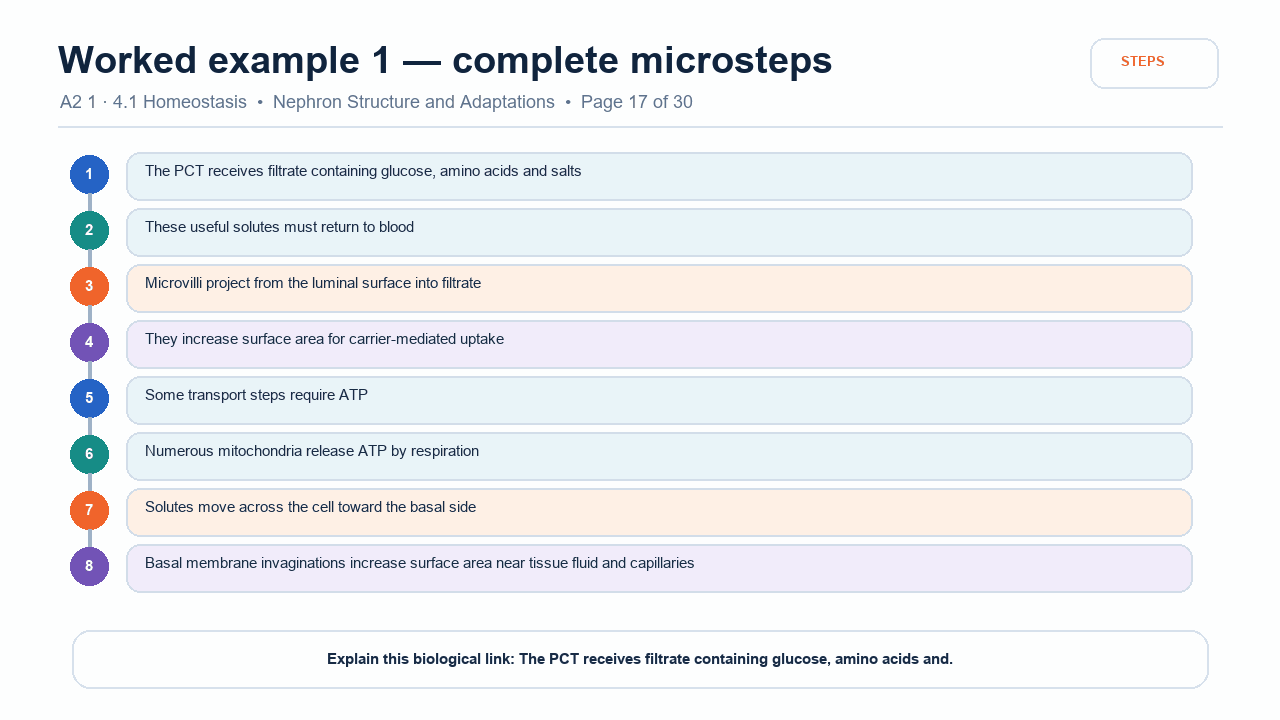 Worked example 1 — complete microsteps
STEPS
A2 1 · 4.1 Homeostasis • Nephron Structure and Adaptations • Page 17 of 30
1 The PCT receives filtrate containing glucose, amino acids and salts
2 These useful solutes must return to blood
3 Microvilli project from the luminal surface into filtrate
4 They increase surface area for carrier-mediated uptake
5 Some transport steps require ATP
6 Numerous mitochondria release ATP by respiration
7 Solutes move across the cell toward the basal side
8 Basal membrane invaginations increase surface area near tissue fluid and capillaries
Explain this biological link: The PCT receives filtrate containing glucose, amino acids and.